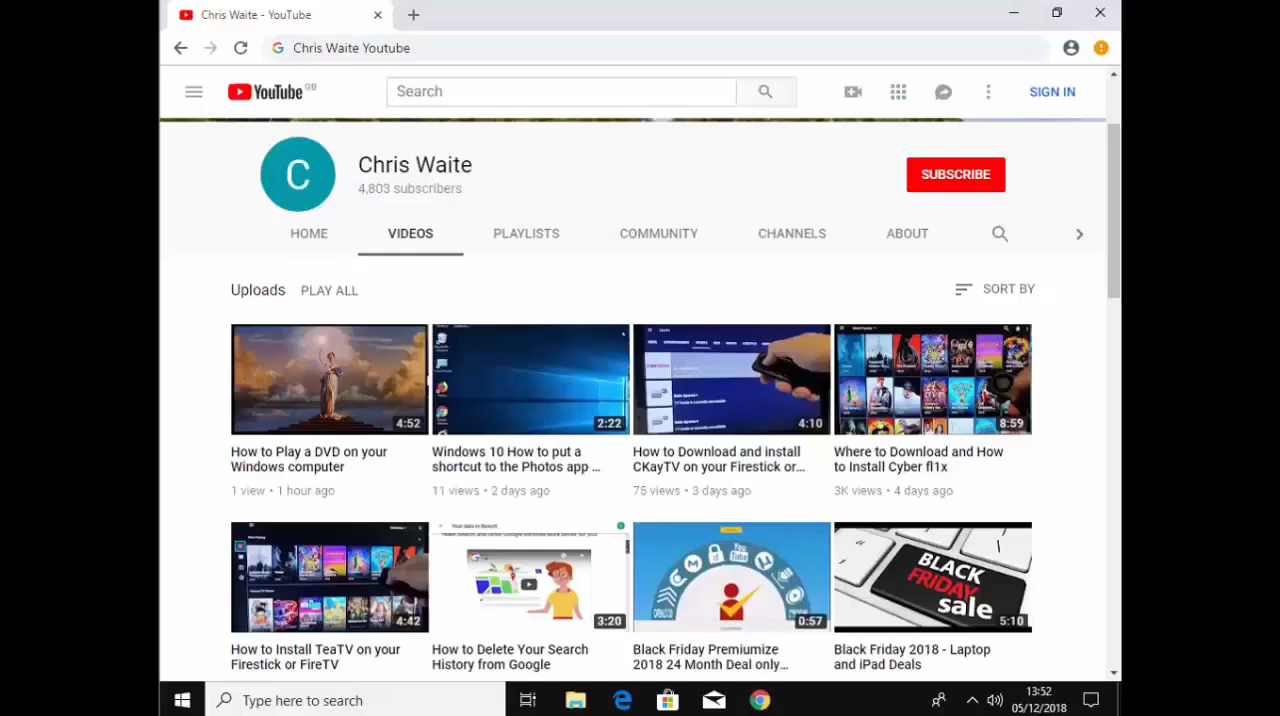 Chris Waite - YouTube
Chris Waite Youtube
YouTube GB
Search
SIGN IN
Chris Waite
4,803 subscribers
SUBSCRIBE
HOME VIDEOS PLAYLISTS COMMUNITY CHANNELS ABOUT
Uploads PLAY ALL SORT BY
4:52 2:22 4:10 8:59
How to Play a DVD on your Windows 10 How to put a How to Download and install Where to Download and How
Windows computer shortcut to the Photos app ... CKayTV on your Firestick or... to Install Cyber fl1x
1 view • 1 hour ago 11 views • 2 days ago 75 views • 3 days ago 3K views • 4 days ago
Your data in Search
You
Tube
BLACK
FRIDAY
sale
4:42 3:20 0:57 5:10
How to Install TeaTV on your How to Delete Your Search Black Friday Premiumize Black Friday 2018 - Laptop
Firestick or FireTV History from Google 2018 24 Month Deal only... and iPad Deals
Type here to search
13:52
05/12/2018